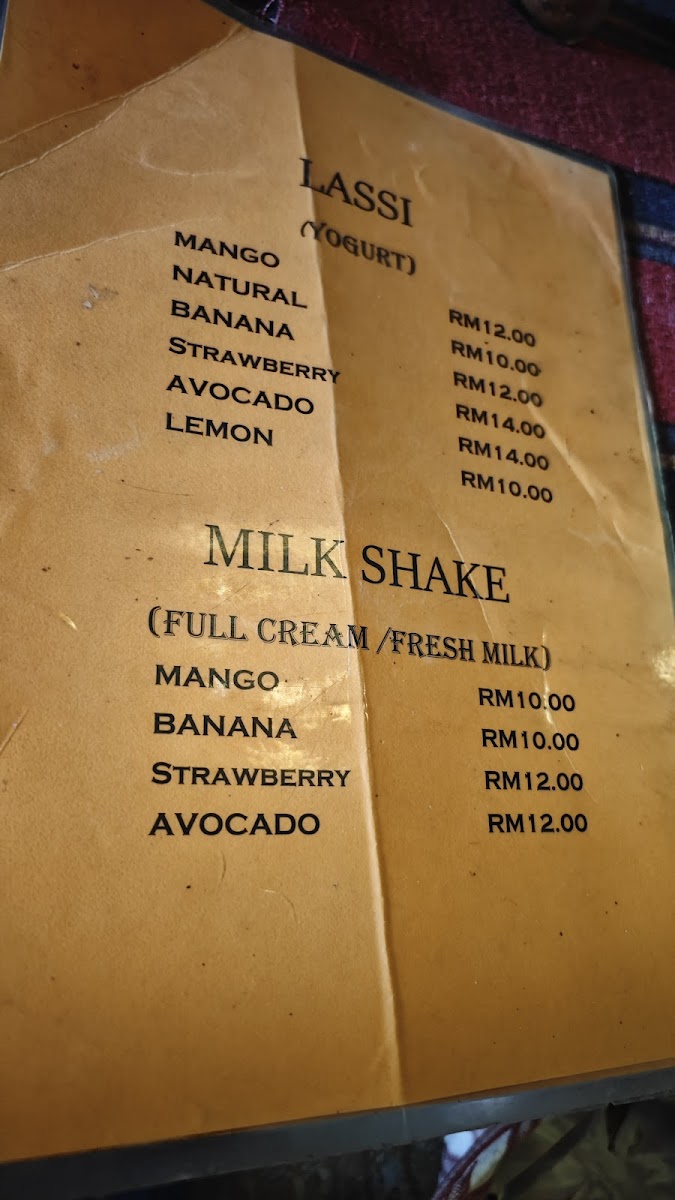 LASSI
(YOGURT)
MANGO RM12.00
NATURAL RM10.00
BANANA RM12.00
STRAWBERRY RM14.00
AVOCADO RM14.00
LEMON RM10.00
MILK SHAKE
(FULL CREAM /FRESH MILK)
MANGO RM10.00
BANANA RM10.00
STRAWBERRY RM12.00
AVOCADO RM12.00